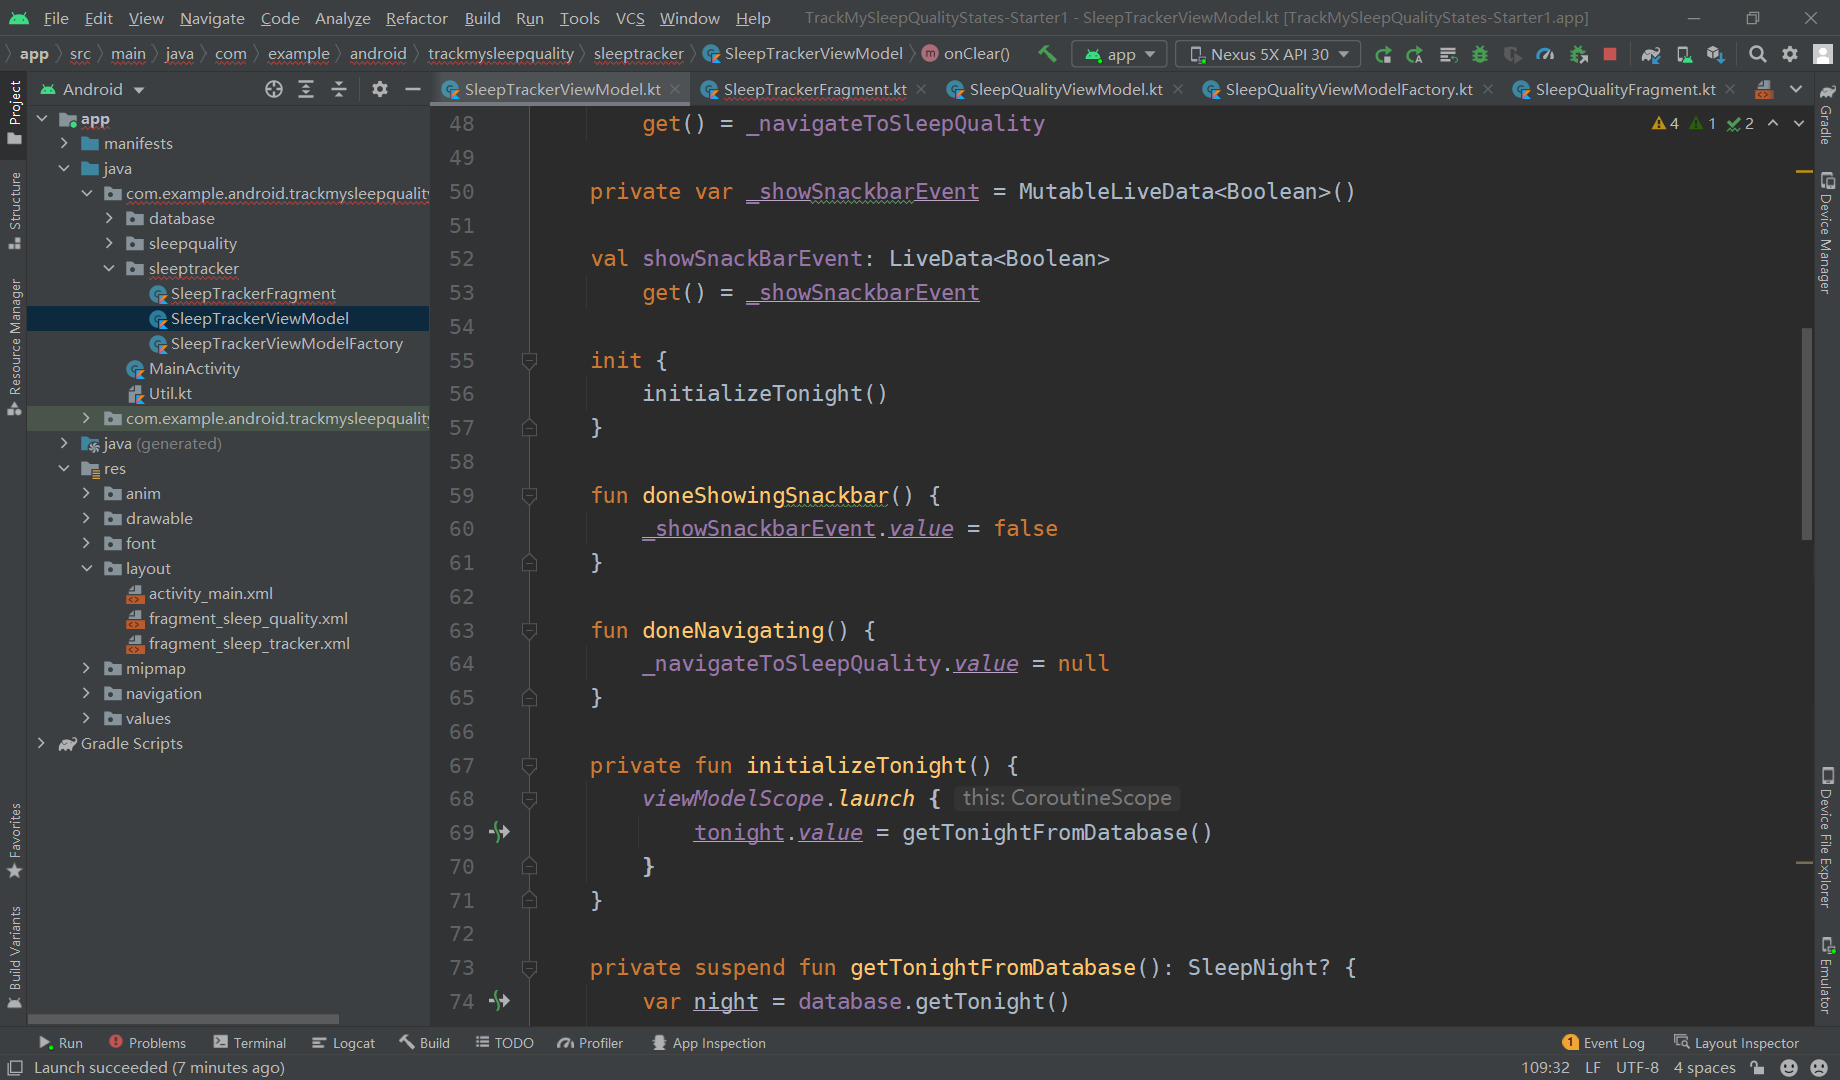 File Edit View Navigate Code Analyze Refactor Build Run Tools VCS Window Help TrackMySleepQualityStates-Starter1 - SleepTrackerViewModel.kt [TrackMySleepQualityStates-Starter1.app]
app src main java com example android trackmysleepquality sleeptracker SleepTrackerViewModel m onClear() app Nexus 5X API 30
Project
Structure
Resource Manager
Favorites
Build Variants
Android
app
manifests
java
com.example.android.trackmysleepquality
database
sleepquality
sleeptracker
SleepTrackerFragment
SleepTrackerViewModel
SleepTrackerViewModelFactory
MainActivity
Util.kt
com.example.android.trackmysleepquality
java (generated)
res
anim
drawable
font
layout
activity_main.xml
fragment_sleep_quality.xml
fragment_sleep_tracker.xml
mipmap
navigation
values
Gradle Scripts
SleepTrackerViewModel.kt SleepTrackerFragment.kt SleepQualityViewModel.kt SleepQualityViewModelFactory.kt SleepQualityFragment.kt
4 1 2
48 get() = _navigateToSleepQuality
49
50 private var _showSnackbarEvent = MutableLiveData<Boolean>()
51
52 val showSnackBarEvent: LiveData<Boolean>
53 get() = _showSnackbarEvent
54
55 init {
56 initializeTonight()
57 }
58
59 fun doneShowingSnackbar() {
60 _showSnackbarEvent.value = false
61 }
62
63 fun doneNavigating() {
64 _navigateToSleepQuality.value = null
65 }
66
67 private fun initializeTonight() {
68 viewModelScope.launch { this: CoroutineScope
69 tonight.value = getTonightFromDatabase()
70 }
71 }
72
73 private suspend fun getTonightFromDatabase(): SleepNight? {
74 var night = database.getTonight()
Gradle
Device Manager
Device File Explorer
Emulator
Run Problems Terminal Logcat Build TODO Profiler App Inspection 1 Event Log Layout Inspector
Launch succeeded (7 minutes ago) 109:32 LF UTF-8 4 spaces